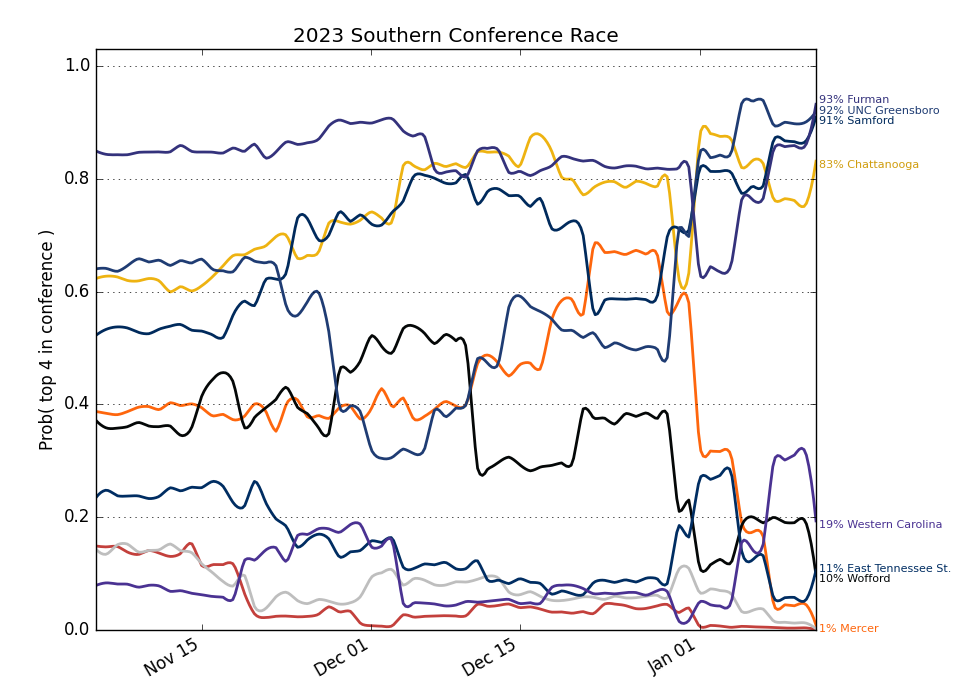 2023 Southern Conference Race
1.0
0.8
0.6
0.4
0.2
0.0
Prob( top 4 in conference )
Nov 15
Dec 01
Dec 15
Jan 01
93% Furman
92% UNC Greensboro
91% Samford
83% Chattanooga
19% Western Carolina
11% East Tennessee St.
10% Wofford
1% Mercer